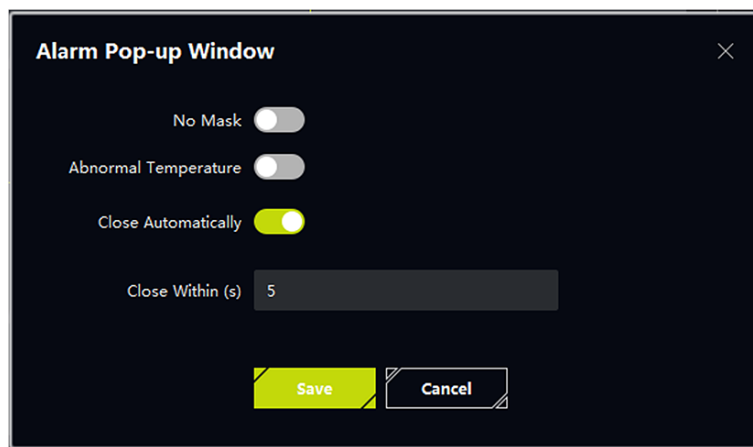 Alarm Pop-up Window
No Mask
Abnormal Temperature
Close Automatically
Close Within (s) 5
Save Cancel